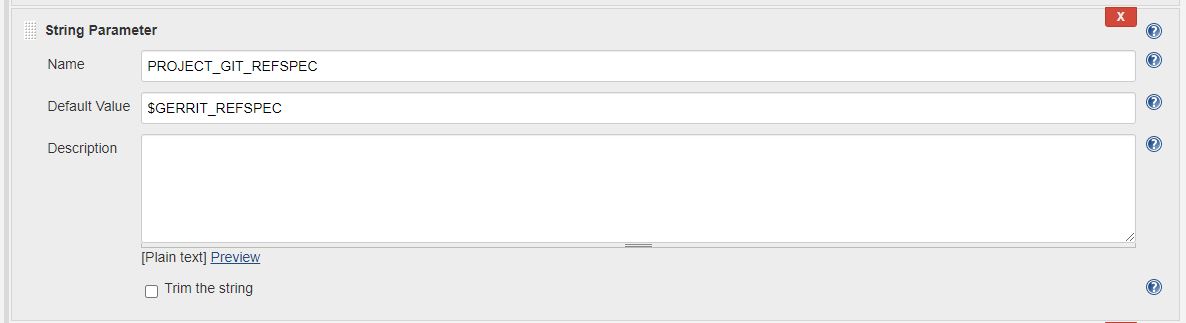 X
String Parameter
?
Name
PROJECT_GIT_REFSPEC
?
Default Value
$GERRIT_REFSPEC
?
Description
?
[Plain text] Preview
Trim the string
?